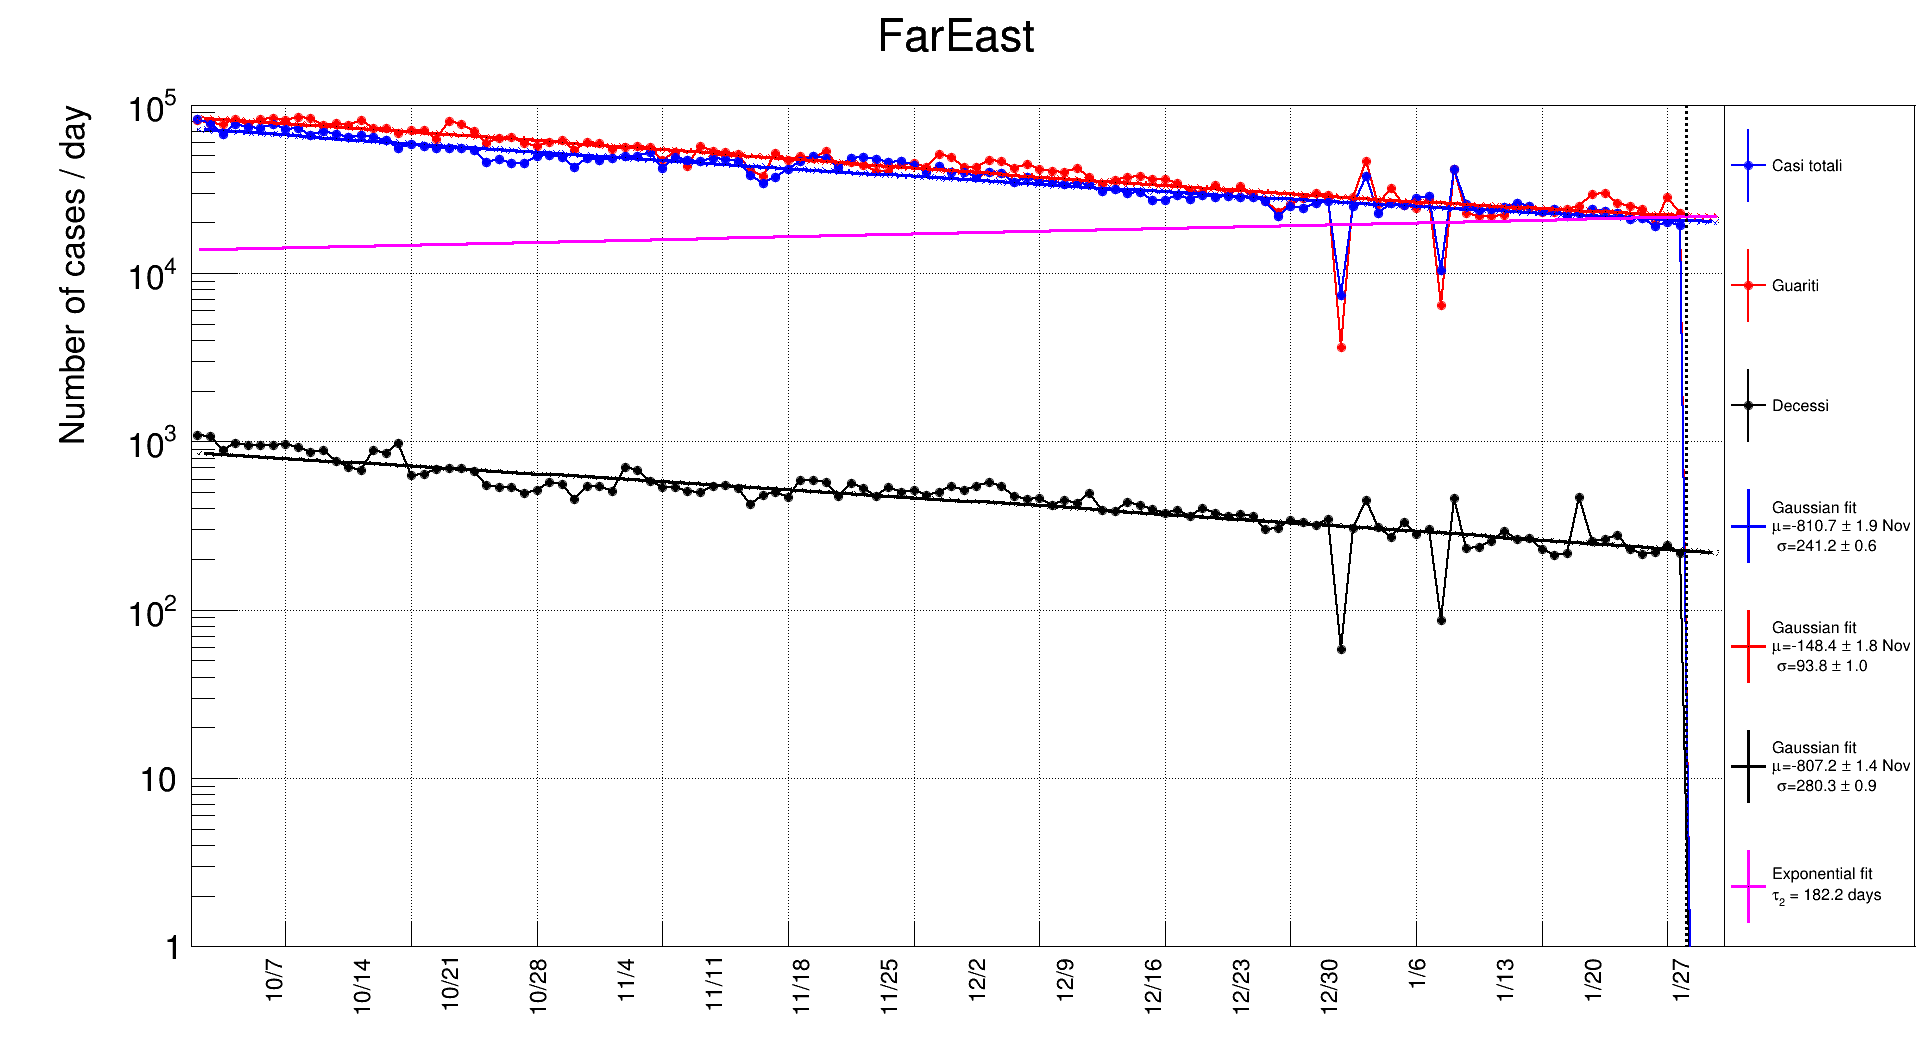 FarEast
Number of cases / day
10^5
10^4
10^3
10^2
10
1
10/7
10/14
10/21
10/28
11/4
11/11
11/18
11/25
12/2
12/9
12/16
12/23
12/30
1/6
1/13
1/20
1/27
Casi totali
Guariti
Decessi
Gaussian fit
μ=-810.7 ± 1.9 Nov
σ=241.2 ± 0.6
Gaussian fit
μ=-148.4 ± 1.8 Nov
σ=93.8 ± 1.0
Gaussian fit
μ=-807.2 ± 1.4 Nov
σ=280.3 ± 0.9
Exponential fit
τ₂ = 182.2 days